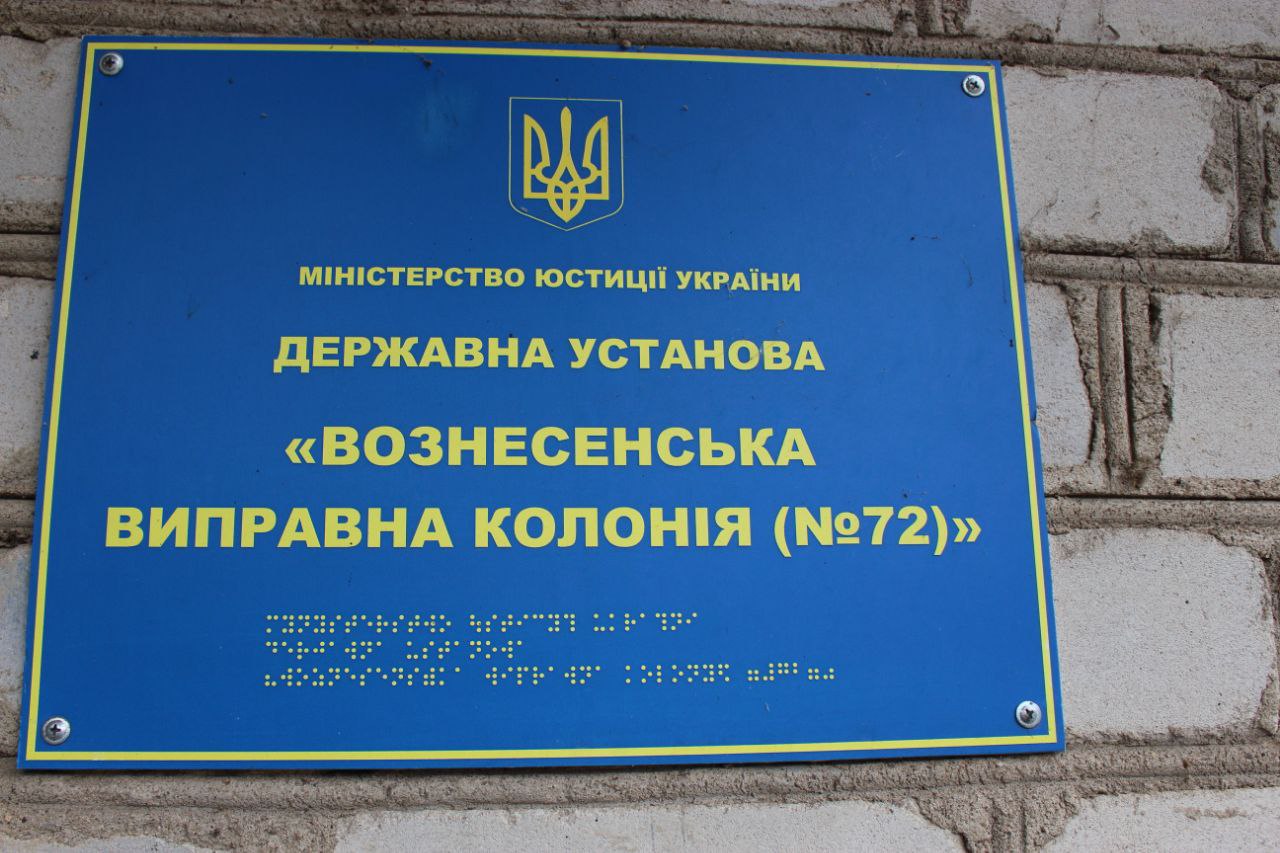 МІНІСТЕРСТВО ЮСТИЦІЇ УКРАЇНИ
ДЕРЖАВНА УСТАНОВА
«ВОЗНЕСЕНСЬКА
ВИПРАВНА КОЛОНІЯ (№72)»